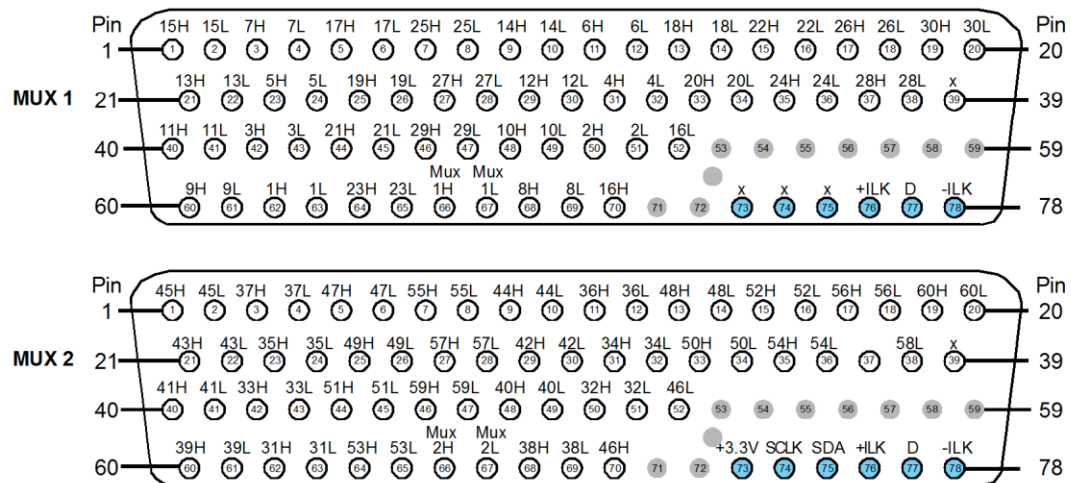 Pin 15H 15L 7H 7L 17H 17L 25H 25L 14H 14L 6H 6L 18H 18L 22H 22L 26H 26L 30H 30L Pin
1 1 2 3 4 5 6 7 8 9 10 11 12 13 14 15 16 17 18 19 20 20
13H 13L 5H 5L 19H 19L 27H 27L 12H 12L 4H 4L 20H 20L 24H 24L 28H 28L x
MUX 1 21 21 22 23 24 25 26 27 28 29 30 31 32 33 34 35 36 37 38 39 39
11H 11L 3H 3L 21H 21L 29H 29L 10H 10L 2H 2L 16L
40 40 41 42 43 44 45 46 47 48 49 50 51 52 53 54 55 56 57 58 59 59
Mux Mux
9H 9L 1H 1L 23H 23L 1H 1L 8H 8L 16H x x x +ILK D -ILK
60 60 61 62 63 64 65 66 67 68 69 70 71 72 73 74 75 76 77 78 78
Pin 45H 45L 37H 37L 47H 47L 55H 55L 44H 44L 36H 36L 48H 48L 52H 52L 56H 56L 60H 60L Pin
1 1 2 3 4 5 6 7 8 9 10 11 12 13 14 15 16 17 18 19 20 20
43H 43L 35H 35L 49H 49L 57H 57L 42H 42L 34H 34L 50H 50L 54H 54L 58L x
MUX 2 21 21 22 23 24 25 26 27 28 29 30 31 32 33 34 35 36 37 38 39 39
41H 41L 33H 33L 51H 51L 59H 59L 40H 40L 32H 32L 46L
40 40 41 42 43 44 45 46 47 48 49 50 51 52 53 54 55 56 57 58 59 59
Mux Mux
39H 39L 31H 31L 53H 53L 2H 2L 38H 38L 46H +3.3V SCLK SDA +ILK D -ILK
60 60 61 62 63 64 65 66 67 68 69 70 71 72 73 74 75 76 77 78 78